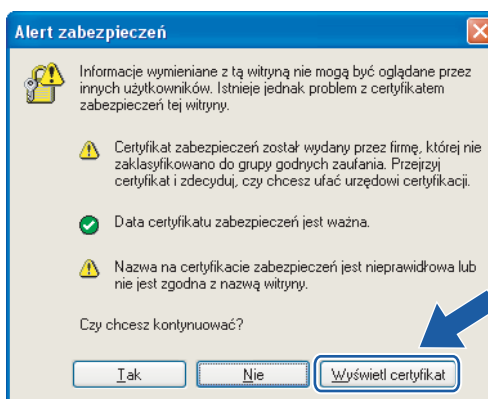 Alert zabezpieczeń
Informacje wymieniane z tą witryną nie mogą być oglądane przez
innych użytkowników. Istnieje jednak problem z certyfikatem
zabezpieczeń tej witryny.
Certyfikat zabezpieczeń został wydany przez firmę, której nie
zaklasyfikowano do grupy godnych zaufania. Przejrzyj
certyfikat i zdecyduj, czy chcesz ufać urzędowi certyfikacji.
Data certyfikatu zabezpieczeń jest ważna.
Nazwa na certyfikacie zabezpieczeń jest nieprawidłowa lub
nie jest zgodna z nazwą witryny.
Czy chcesz kontynuować?
Tak Nie Wyświetl certyfikat